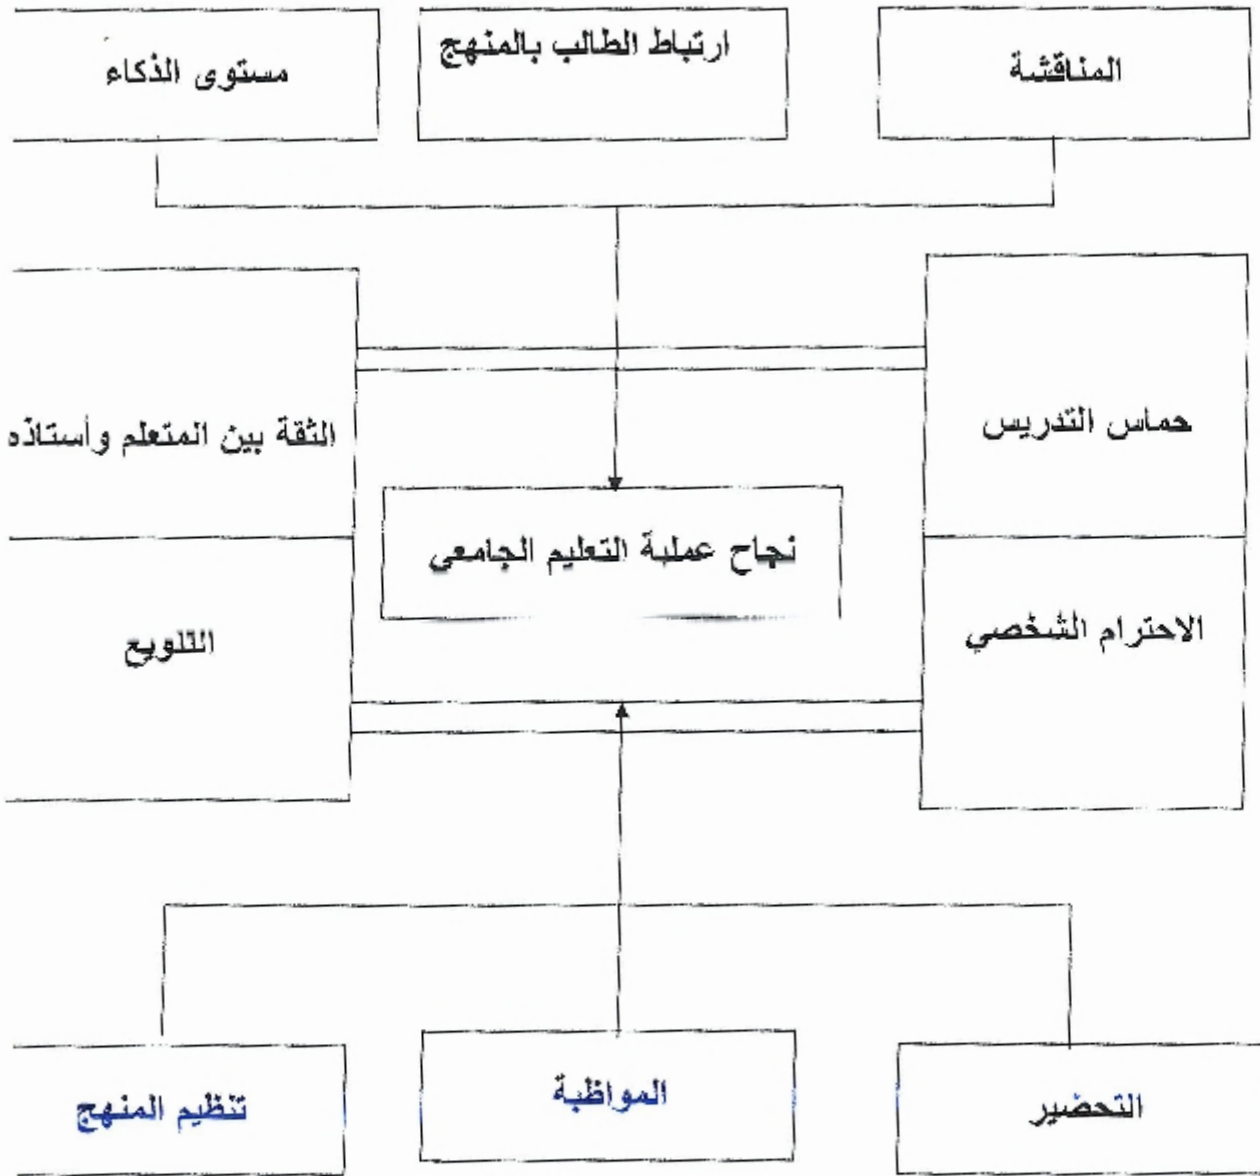 المناقشة
ارتباط الطالب بالمنهج
مستوى الذكاء
حماس التدريس
الثقة بين المتعلم وأستاذه
نجاح عملية التعليم الجامعي
الاحترام الشخصي
التلويع
التحضير
المواظبة
تنظيم المنهج